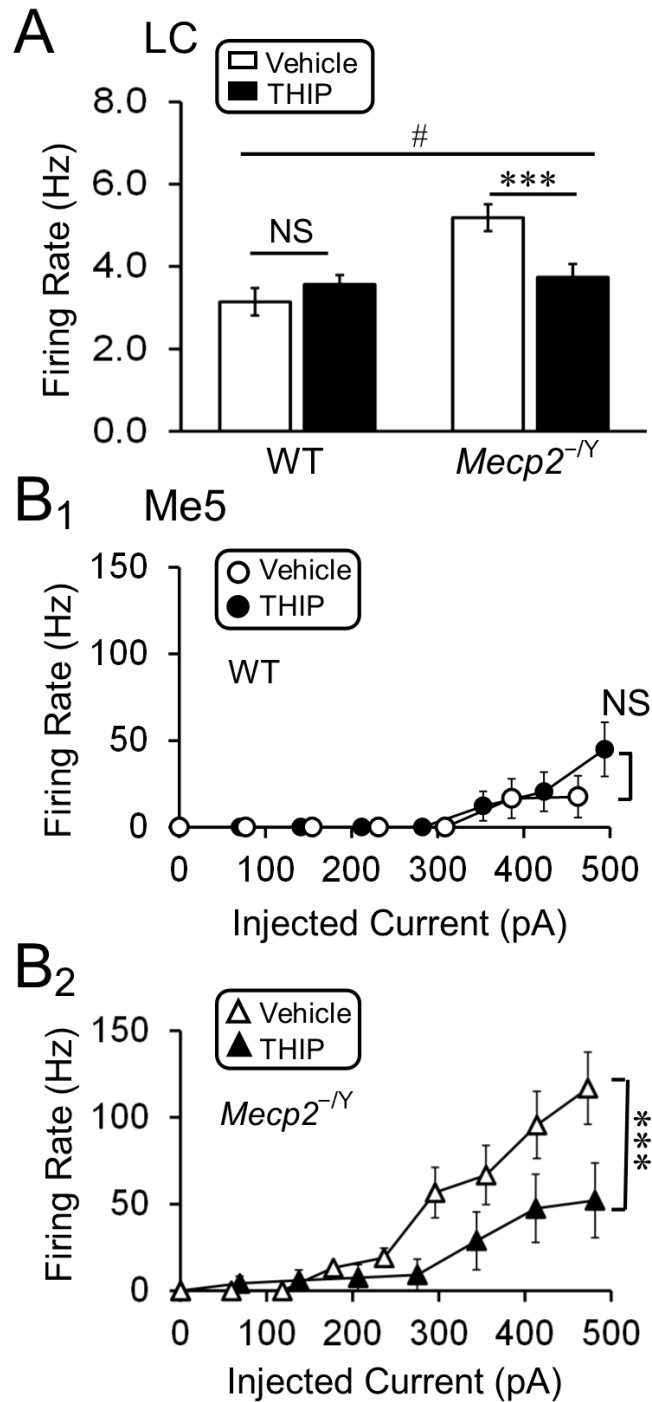 A LC
Vehicle
THIP
Firing Rate (Hz)
8.0
6.0
4.0
2.0
0.0
#
***
NS
WT
Mecp2−/Y
B1 Me5
Vehicle
THIP
WT
Firing Rate (Hz)
150
100
50
0
NS
0 100 200 300 400 500
Injected Current (pA)
B2
Vehicle
THIP
Mecp2−/Y
Firing Rate (Hz)
150
100
50
0
***
0 100 200 300 400 500
Injected Current (pA)